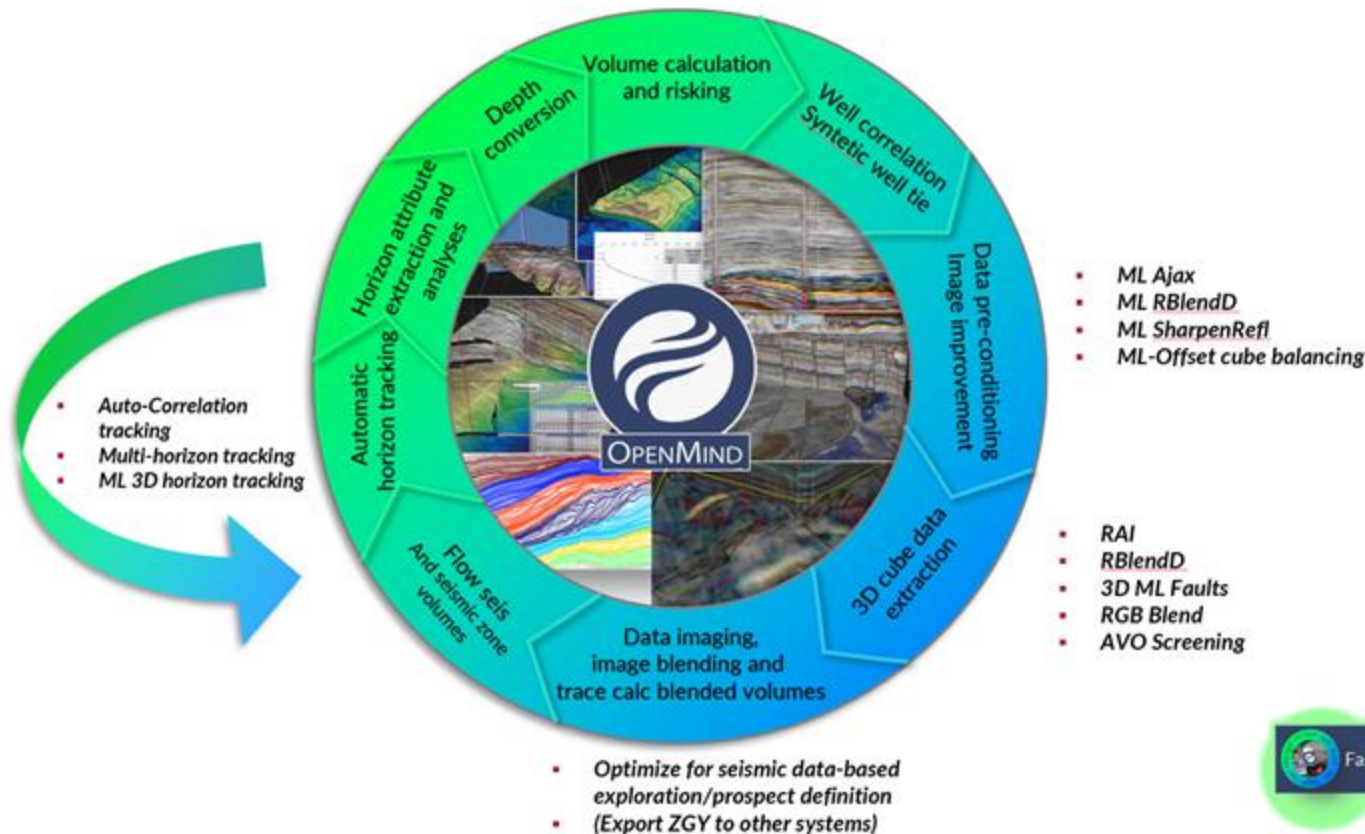 Volume calculation
and risking
Well correlation
Syntetic well tie
Data pre-conditioning
Image improvement
3D cube data
extraction
Data imaging,
image blending and
trace calc blended volumes
Flow seis
And seismic zone
volumes
Automatic
horizon tracking
Horizon attribute
extraction and
analyses
Depth
conversion
OPENMIND
▪ ML Ajax
▪ ML RBlendD
▪ ML SharpenRefl
▪ ML-Offset cube balancing
▪ RAI
▪ RBlendD
▪ 3D ML Faults
▪ RGB Blend
▪ AVO Screening
▪ Optimize for seismic data-based
exploration/prospect definition
▪ (Export ZGY to other systems)
▪ Auto-Correlation
tracking
▪ Multi-horizon tracking
▪ ML 3D horizon tracking
Fa